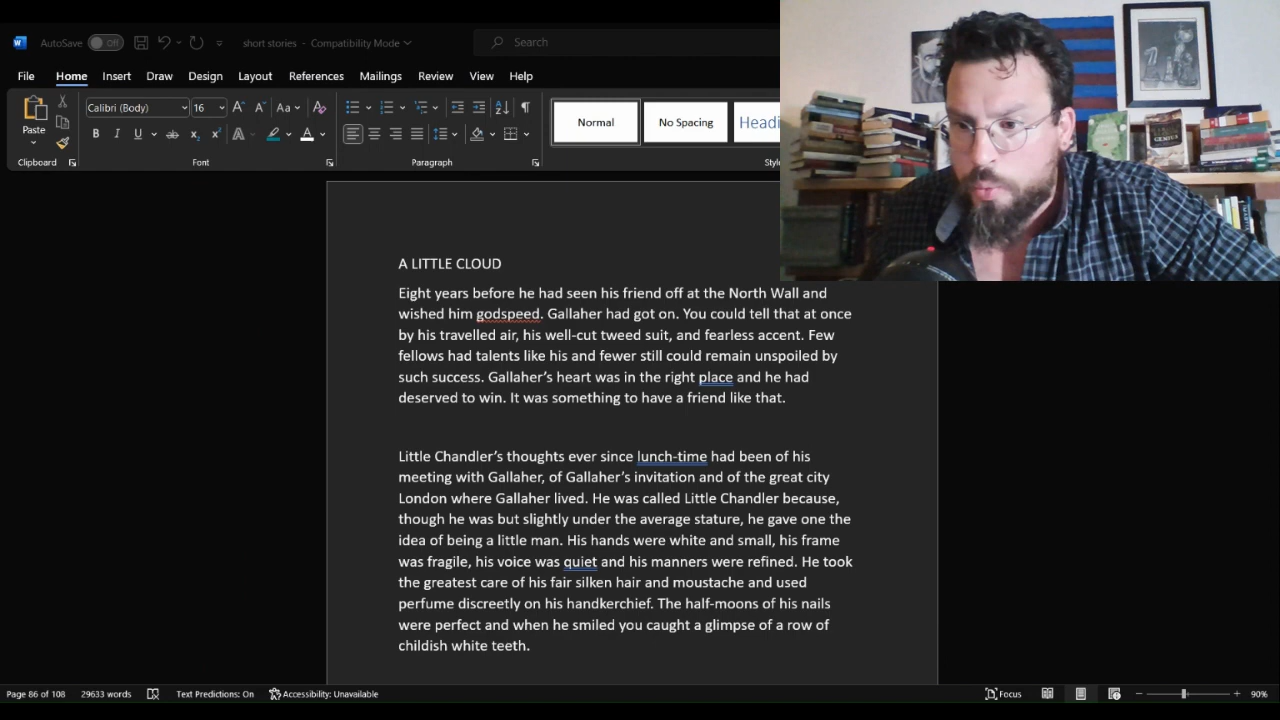 AutoSave Off short stories - Compatibility Mode Search
File Home Insert Draw Design Layout References Mailings Review View Help
Paste Calibri (Body) 16 Aa Normal No Spacing Headi
B I U ab x₂ x² A A
Clipboard Font Paragraph Style
A LITTLE CLOUD
Eight years before he had seen his friend off at the North Wall and
wished him godspeed. Gallaher had got on. You could tell that at once
by his travelled air, his well-cut tweed suit, and fearless accent. Few
fellows had talents like his and fewer still could remain unspoiled by
such success. Gallaher’s heart was in the right place and he had
deserved to win. It was something to have a friend like that.
Little Chandler’s thoughts ever since lunch-time had been of his
meeting with Gallaher, of Gallaher’s invitation and of the great city
London where Gallaher lived. He was called Little Chandler because,
though he was but slightly under the average stature, he gave one the
idea of being a little man. His hands were white and small, his frame
was fragile, his voice was quiet and his manners were refined. He took
the greatest care of his fair silken hair and moustache and used
perfume discreetly on his handkerchief. The half-moons of his nails
were perfect and when he smiled you caught a glimpse of a row of
childish white teeth.
Page 86 of 108 29633 words Text Predictions: On Accessibility: Unavailable Focus 90%